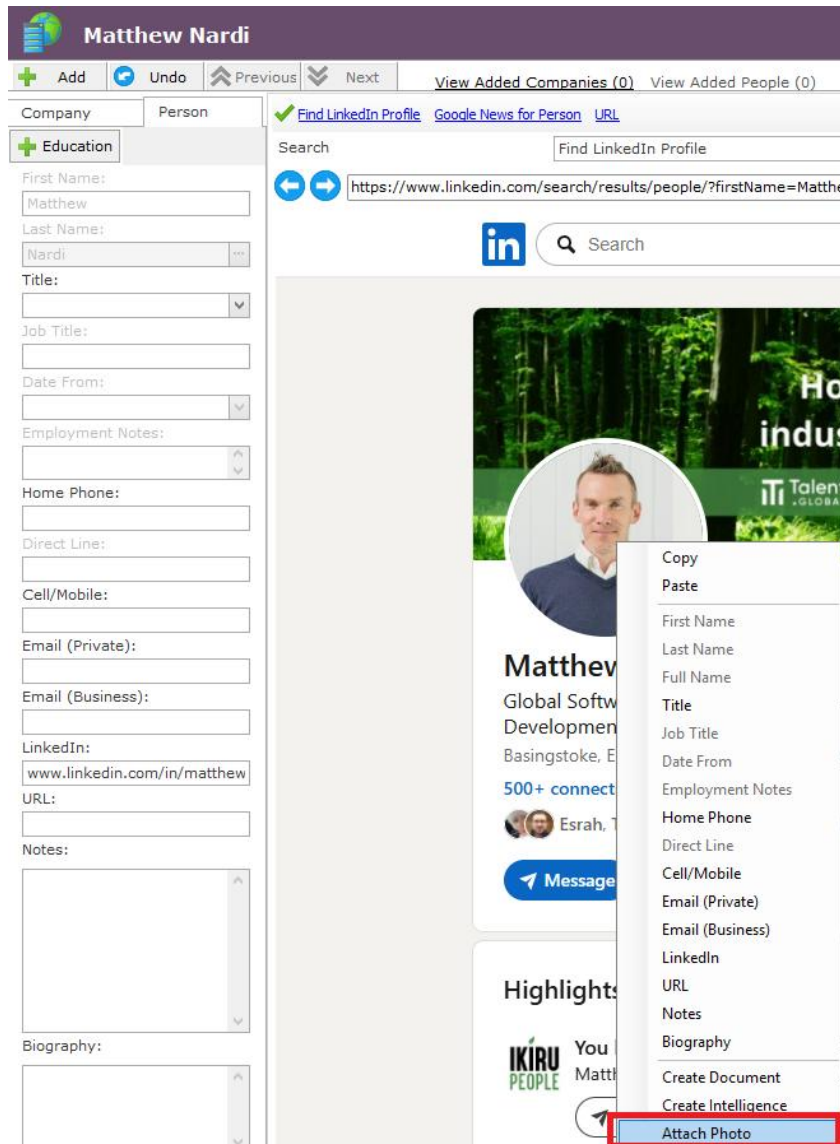 Matthew Nardi
Add Undo Previous Next View Added Companies (0) View Added People (0)
Company Person
Find LinkedIn Profile Google News for Person URL
Education
Search Find LinkedIn Profile
First Name:
Matthew
https://www.linkedin.com/search/results/people/?firstName=Matthe
Last Name:
Nardi
in Search
Title:
Job Title:
Date From:
Employment Notes:
Home Phone:
Direct Line:
Cell/Mobile:
Email (Private):
Email (Business):
LinkedIn:
www.linkedin.com/in/matthew
URL:
Notes:
Biography:
Ho
indus
Talen
.GLOBA
Matthew
Global Softw
Developmen
Basingstoke, E
500+ connect
Esrah, T
Message
Highlights
IKIRU
PEOPLE
You
Matth
Copy
Paste
First Name
Last Name
Full Name
Title
Job Title
Date From
Employment Notes
Home Phone
Direct Line
Cell/Mobile
Email (Private)
Email (Business)
LinkedIn
URL
Notes
Biography
Create Document
Create Intelligence
Attach Photo